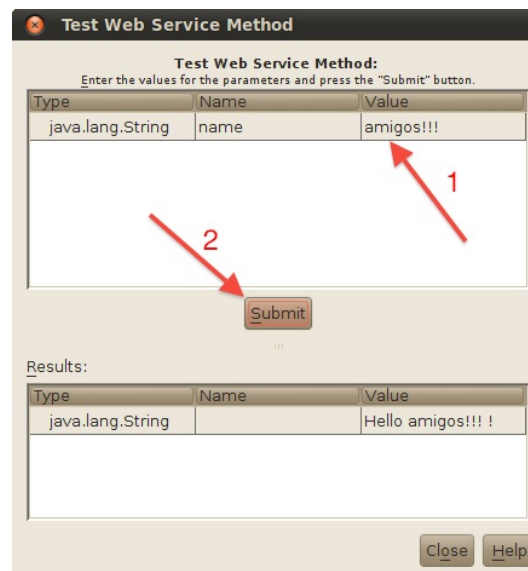 Test Web Service Method
Test Web Service Method:
Enter the values for the parameters and press the "Submit" button.
Type Name Value
java.lang.String name amigos!!!
1
2
Submit
Results:
Type Name Value
java.lang.String Hello amigos!!! !
Close Help